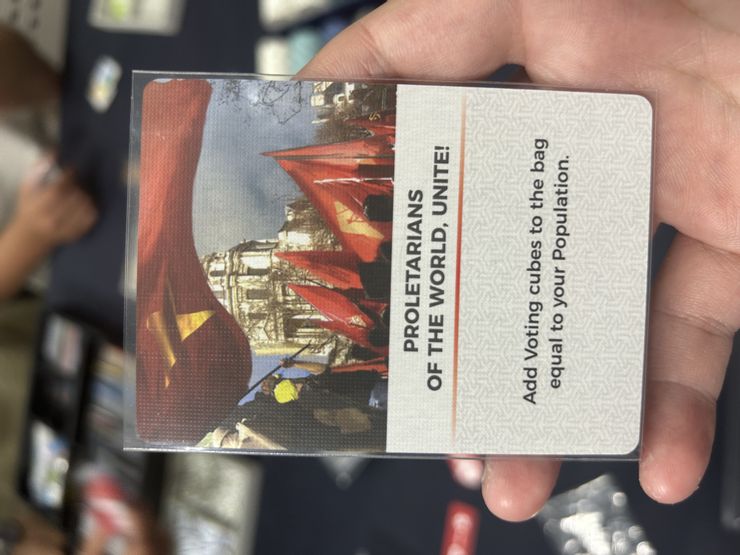 PROLETARIANS
OF THE WORLD, UNITE!
Add Voting cubes to the bag
equal to your Population.